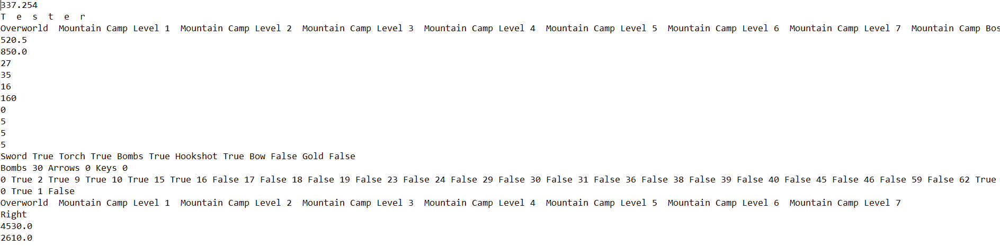 337.254
T e s t e r
Overworld Mountain Camp Level 1 Mountain Camp Level 2 Mountain Camp Level 3 Mountain Camp Level 4 Mountain Camp Level 5 Mountain Camp Level 6 Mountain Camp Level 7 Mountain Camp Bos
520.5
850.0
27
35
16
160
0
5
5
5
Sword True Torch True Bombs True Hookshot True Bow False Gold False
Bombs 30 Arrows 0 Keys 0
0 True 2 True 9 True 10 True 15 True 16 False 17 False 18 False 19 False 23 False 24 False 29 False 30 False 31 False 36 False 38 False 39 False 40 False 45 False 46 False 59 False 62 True
0 True 1 False
Overworld Mountain Camp Level 1 Mountain Camp Level 2 Mountain Camp Level 3 Mountain Camp Level 4 Mountain Camp Level 5 Mountain Camp Level 6 Mountain Camp Level 7
Right
4530.0
2610.0